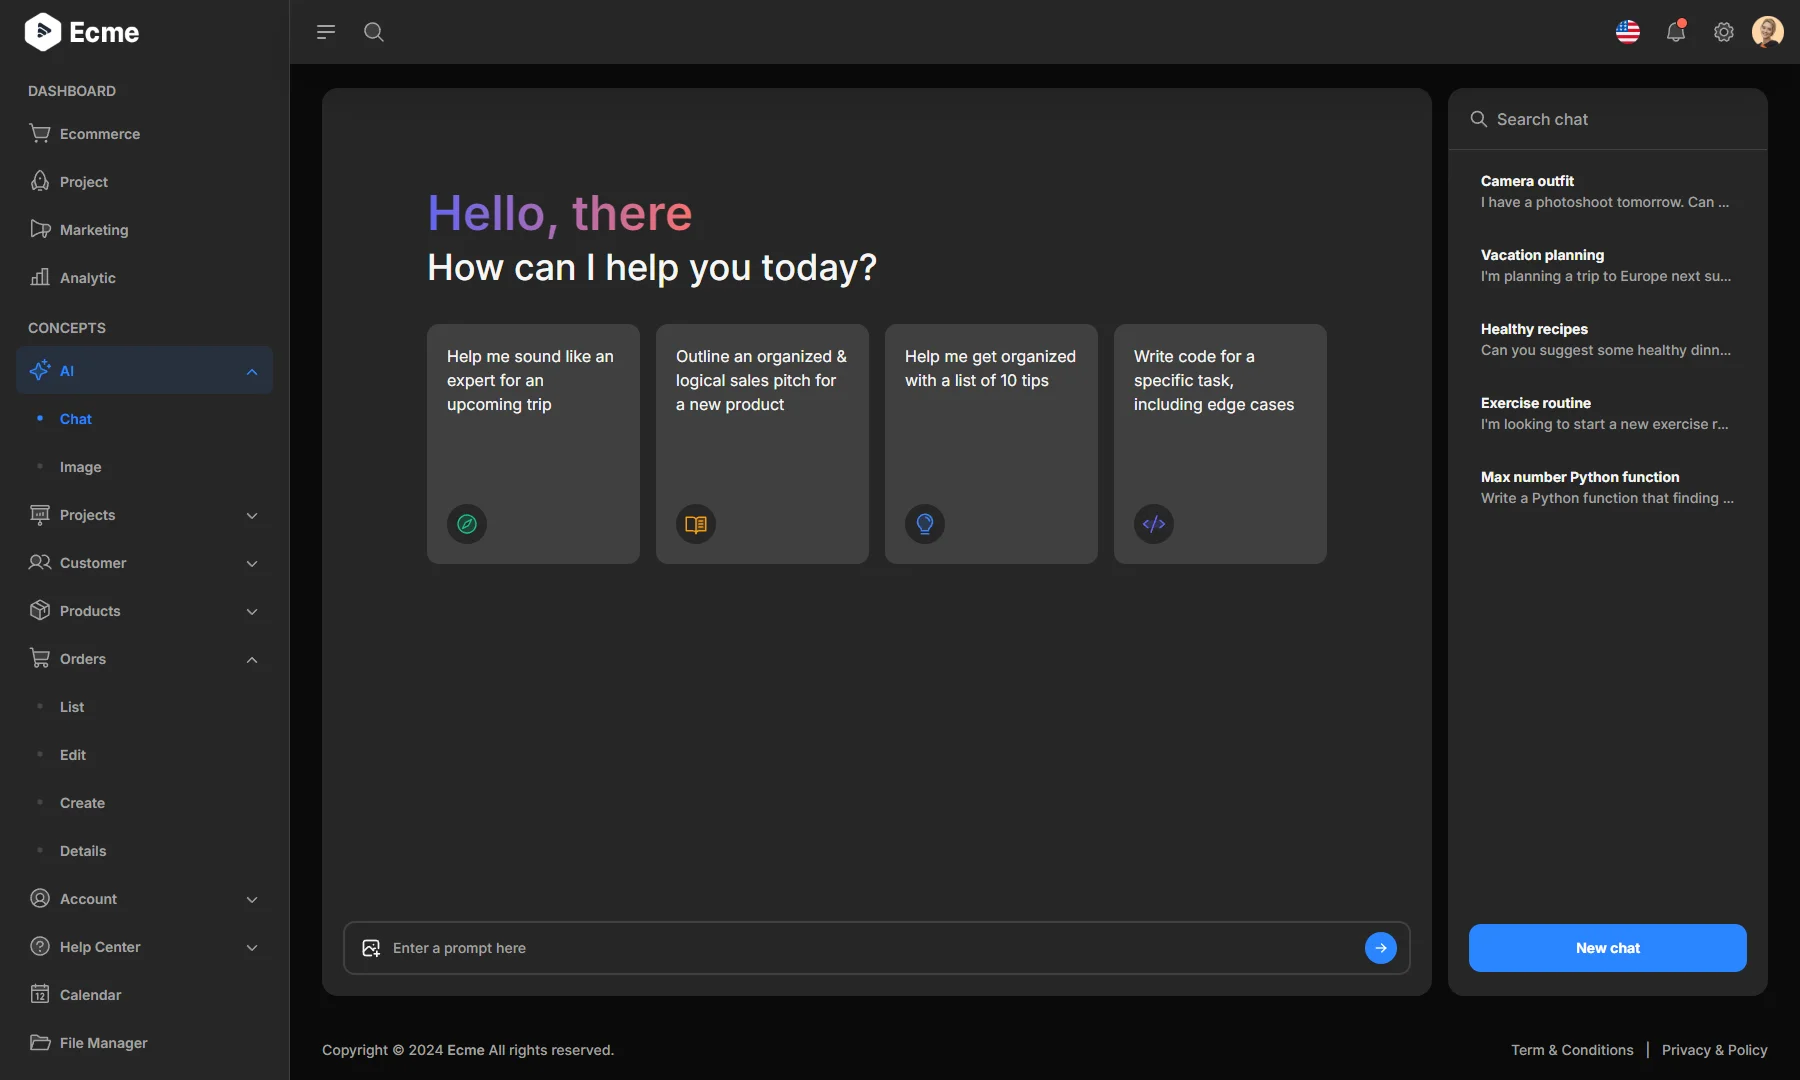 Ecme
DASHBOARD
Ecommerce
Project
Marketing
Analytic
CONCEPTS
AI
Chat
Image
Projects
Customer
Products
Orders
List
Edit
Create
Details
Account
Help Center
12
Calendar
File Manager
Hello, there
How can I help you today?
Help me sound like an
expert for an
upcoming trip
Outline an organized &
logical sales pitch for
a new product
Help me get organized
with a list of 10 tips
Write code for a
specific task,
including edge cases
Enter a prompt here
Search chat
Camera outfit
I have a photoshoot tomorrow. Can ...
Vacation planning
I'm planning a trip to Europe next su...
Healthy recipes
Can you suggest some healthy dinn...
Exercise routine
I'm looking to start a new exercise r...
Max number Python function
Write a Python function that finding ...
New chat
Copyright © 2024 Ecme All rights reserved.
Term & Conditions | Privacy & Policy